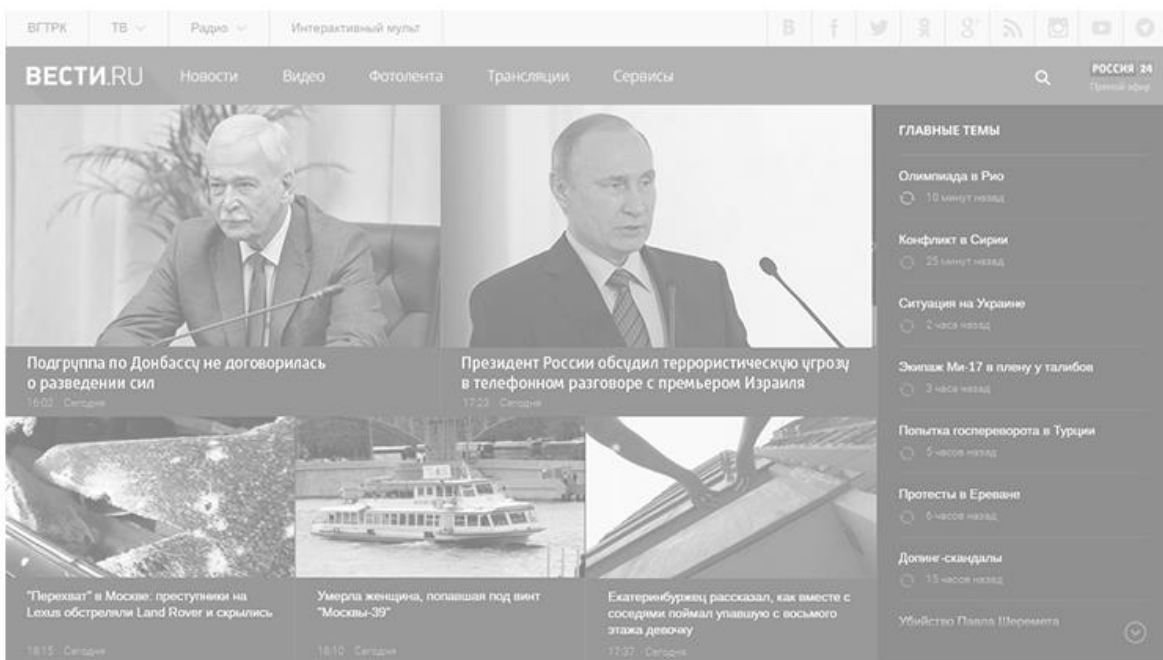 ВГТРК
ТВ
Радио
Интерактивный мульт
ВЕСТИ.RU
Новости
Видео
Фотолента
Трансляции
Сервисы
РОССИЯ 24
Прямой эфир
Подгруппа по Донбассу не договорилась
о разведении сил
16:02 Сегодня
Президент России обсудил террористическую угрозу
в телефонном разговоре с премьером Израиля
17:23 Сегодня
"Перехват" в Москве: преступники на
Lexus обстреляли Land Rover и скрылись
18:15 Сегодня
Умерла женщина, попавшая под винт
"Москвы-39"
18:10 Сегодня
Екатеринбуржец рассказал, как вместе с
соседями поймал упавшую с восьмого
этажа девочку
17:37 Сегодня
ГЛАВНЫЕ ТЕМЫ
Олимпиада в Рио
10 минут назад
Конфликт в Сирии
25 минут назад
Ситуация на Украине
2 часа назад
Экипаж Ми-17 в плену у талибов
3 часа назад
Попытка госпереворота в Турции
5 часов назад
Протесты в Ереване
6 часов назад
Допинг-скандалы
15 часов назад
Убийство Павла Шеремета